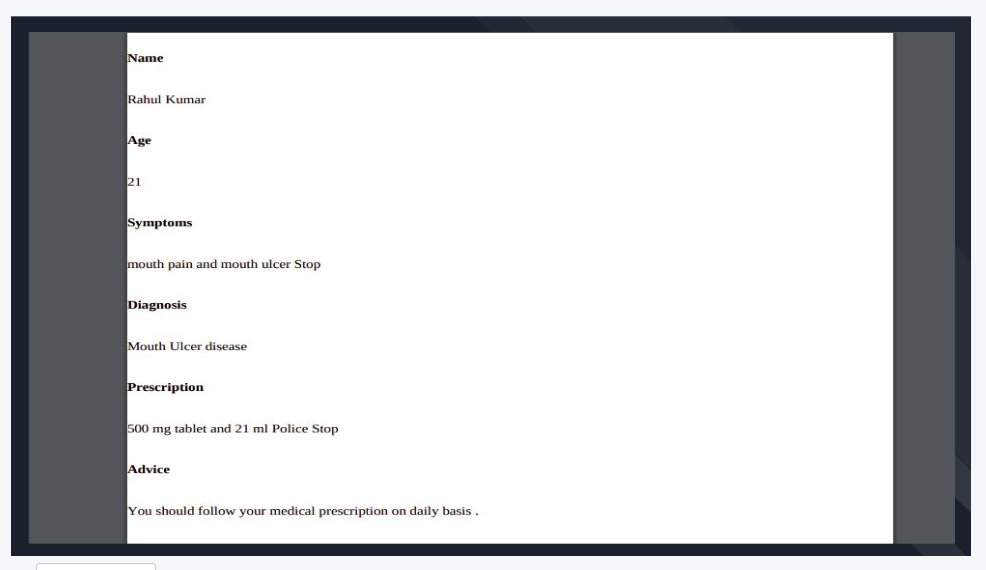 Name
Rahul Kumar
Age
21
Symptoms
mouth pain and mouth ulcer Stop
Diagnosis
Mouth Ulcer disease
Prescription
500 mg tablet and 21 ml Police Stop
Advice
You should follow your medical prescription on daily basis .